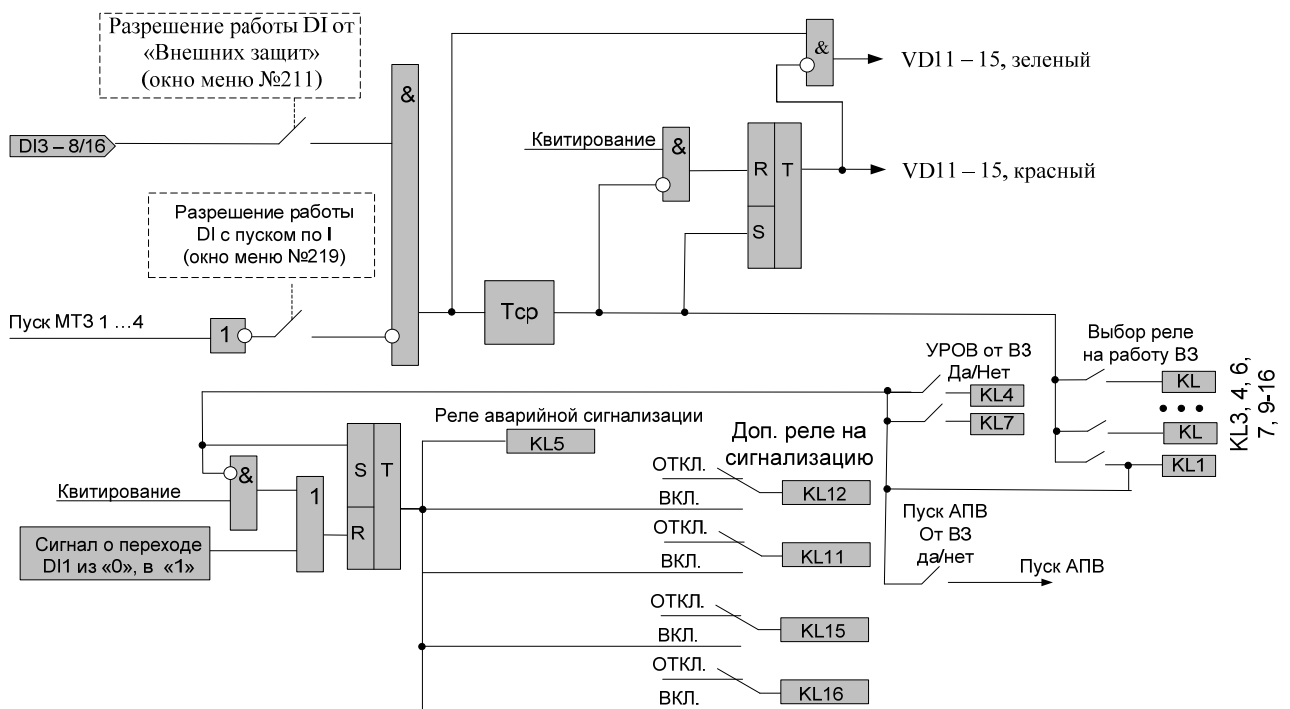 Разрешение работы DI от
«Внешних защит»
(окно меню №211)
DI3 – 8/16
&
&
VD11 – 15, зеленый
Квитирование
&
R
T
S
VD11 – 15, красный
Разрешение работы
DI с пуском по I
(окно меню №219)
Пуск МТЗ 1 ...4
1
Тср
Выбор реле
на работу ВЗ
KL
• • •
KL
KL1
KL3, 4, 6,
7, 9-16
УРОВ от ВЗ
Да/Нет
KL4
KL7
Реле аварийной сигнализации
KL5
Доп. реле на
сигнализацию
S
T
R
&
Квитирование
1
Сигнал о переходе
DI1 из «0», в «1»
ОТКЛ.
ВКЛ.
KL12
ОТКЛ.
ВКЛ.
KL11
ОТКЛ.
ВКЛ.
KL15
ОТКЛ.
ВКЛ.
KL16
Пуск АПВ
От ВЗ
да/нет
Пуск АПВ